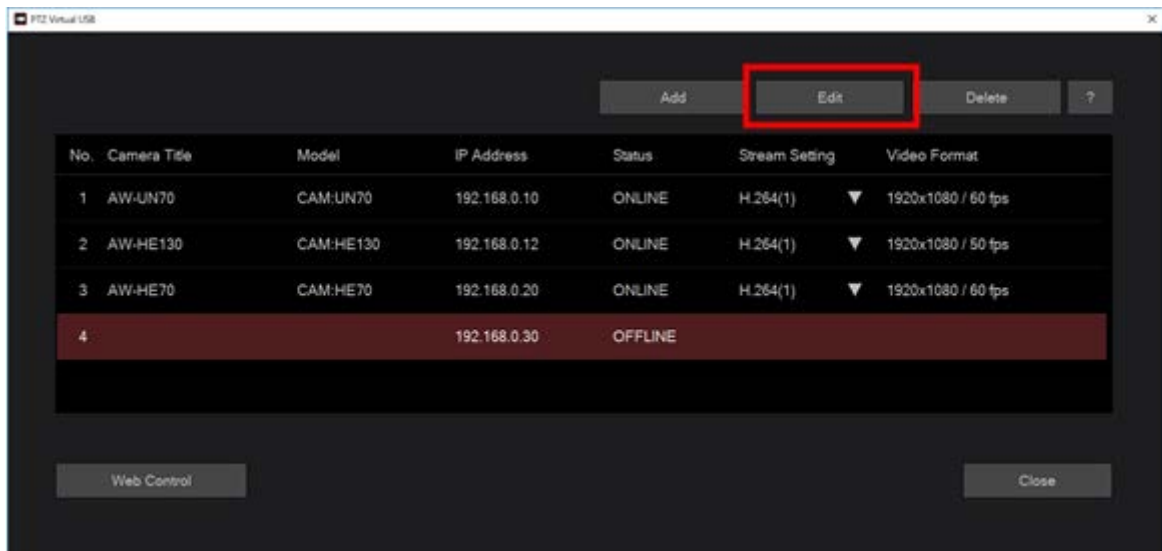 PTZ Virtual USB
Add Edit Delete ?
No. Camera Title Model IP Address Status Stream Setting Video Format
1 AW-UN70 CAM:UN70 192.168.0.10 ONLINE H.264(1) ▼ 1920x1080 / 60 fps
2 AW-HE130 CAM:HE130 192.168.0.12 ONLINE H.264(1) ▼ 1920x1080 / 50 fps
3 AW-HE70 CAM:HE70 192.168.0.20 ONLINE H.264(1) ▼ 1920x1080 / 60 fps
4 192.168.0.30 OFFLINE
Web Control Close